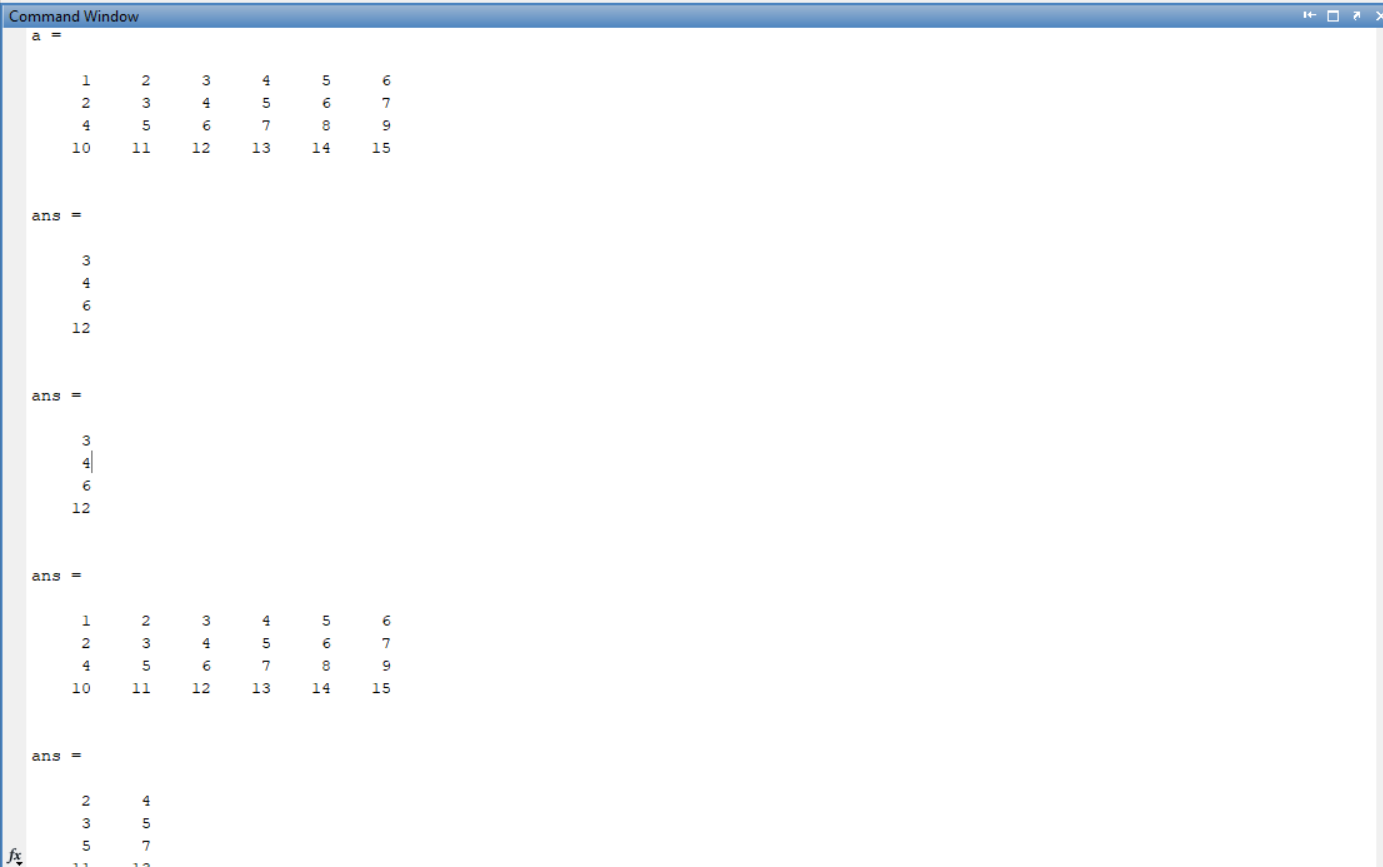 Command Window
a =
1 2 3 4 5 6
2 3 4 5 6 7
4 5 6 7 8 9
10 11 12 13 14 15
ans =
3
4
6
12
ans =
3
4
6
12
ans =
1 2 3 4 5 6
2 3 4 5 6 7
4 5 6 7 8 9
10 11 12 13 14 15
ans =
2 4
3 5
5 7
fx